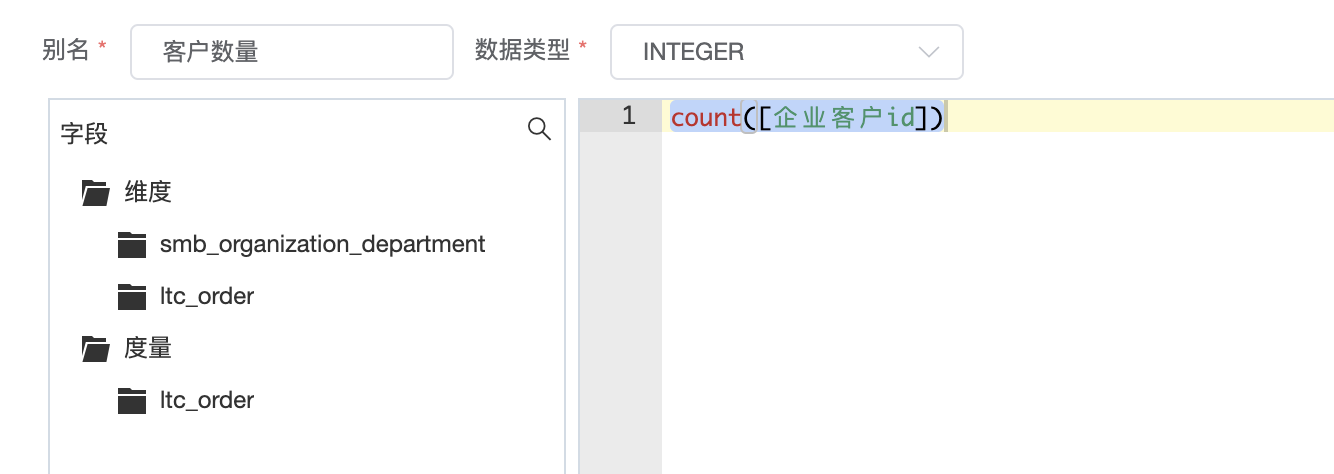 别名 * 客户数量 数据类型 * INTEGER
字段
维度
smb_organization_department
ltc_order
度量
ltc_order
1 count([企业客户id])